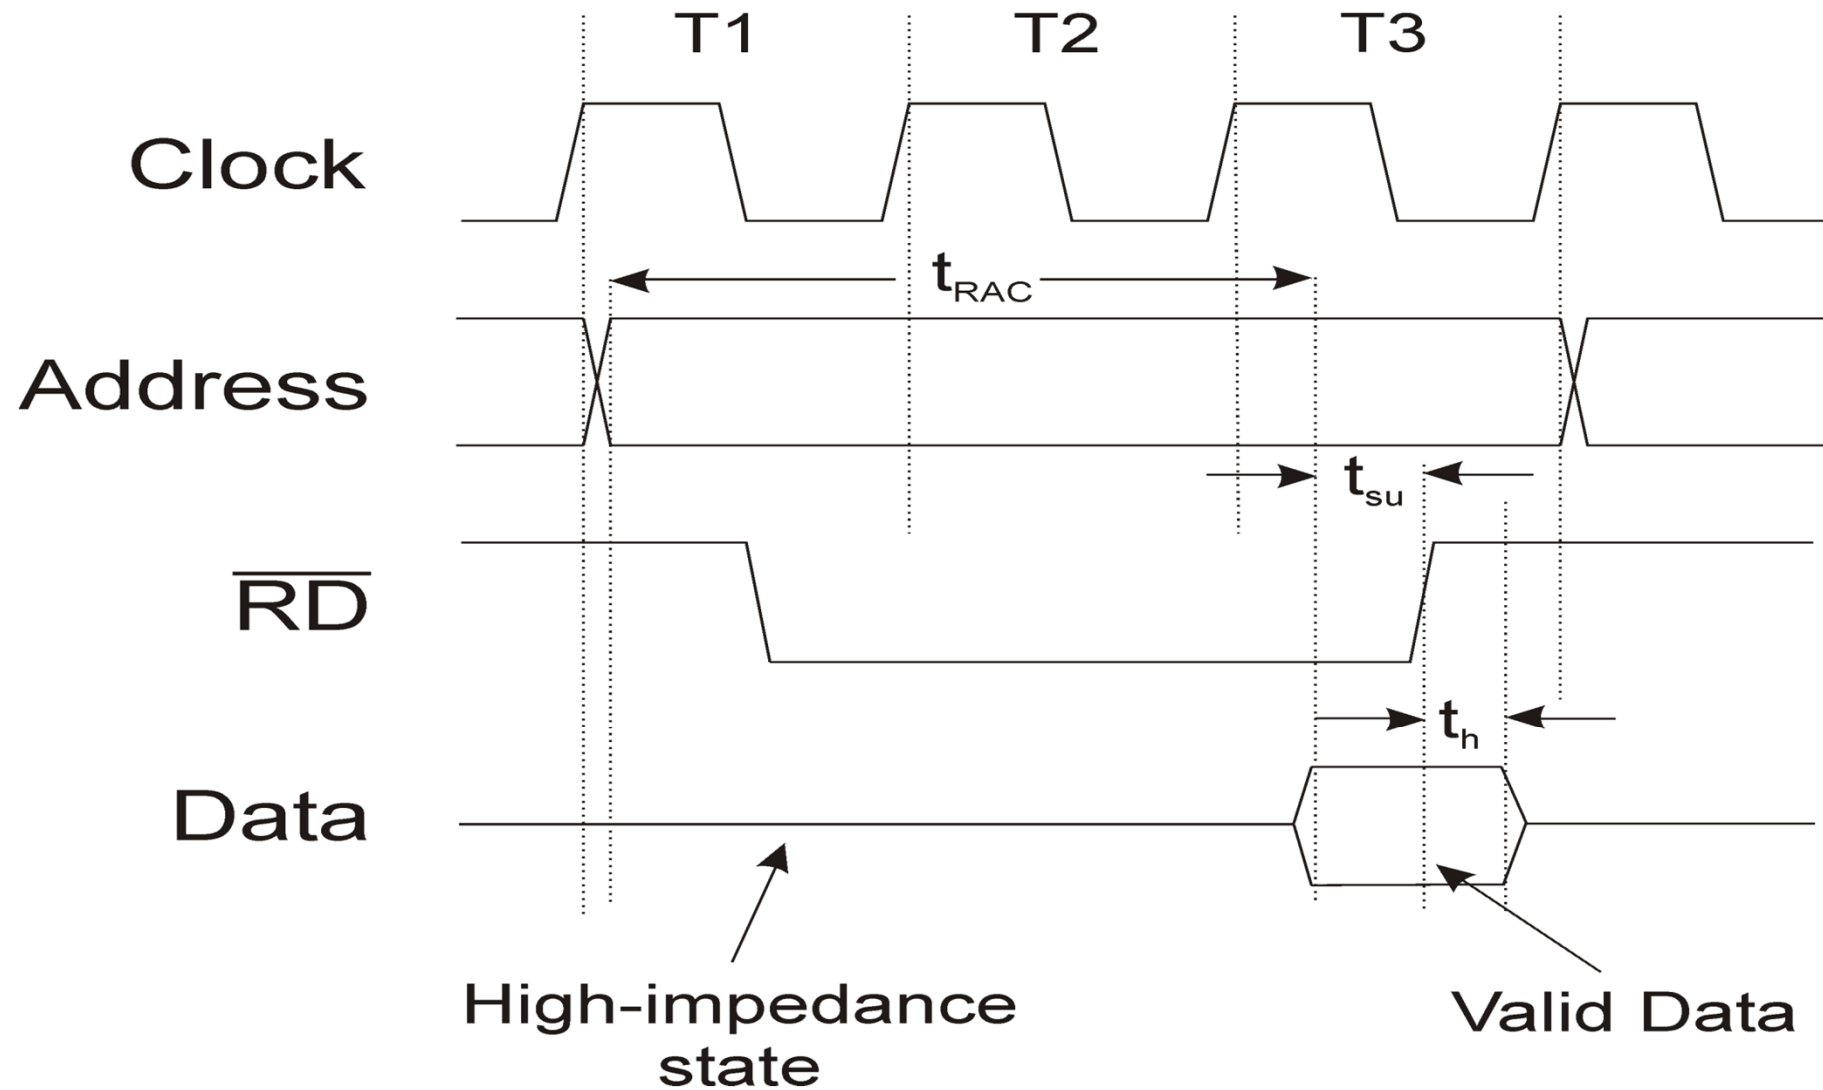 T1 T2 T3
Clock
tRAC
Address
tsu
RD
th
Data
High-impedance
state
Valid Data